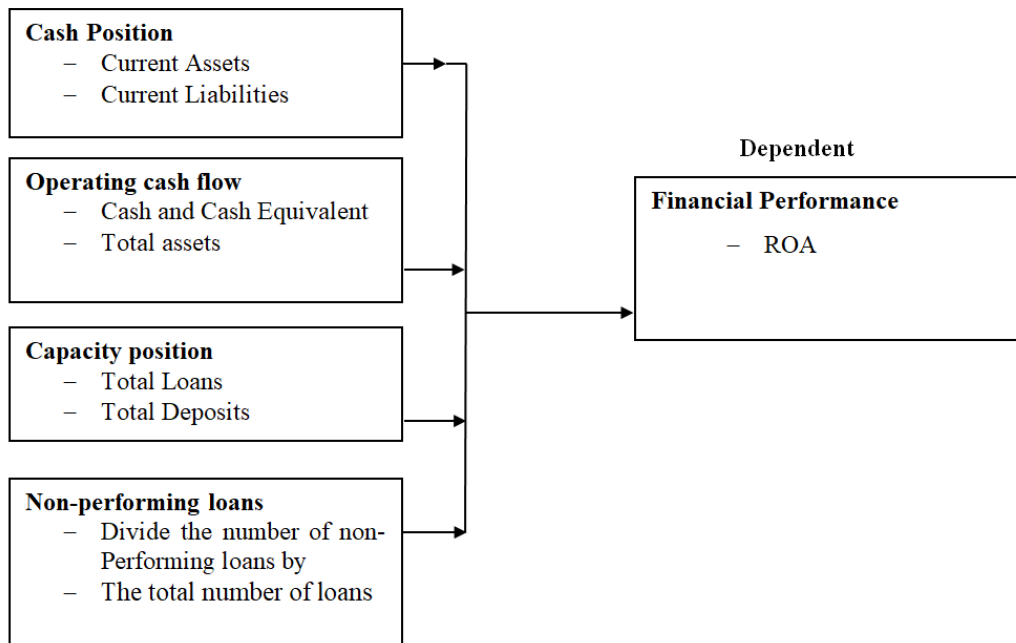 Cash Position
– Current Assets
– Current Liabilities
Operating cash flow
– Cash and Cash Equivalent
– Total assets
Capacity position
– Total Loans
– Total Deposits
Non-performing loans
– Divide the number of non-
Performing loans by
– The total number of loans
Dependent
Financial Performance
– ROA